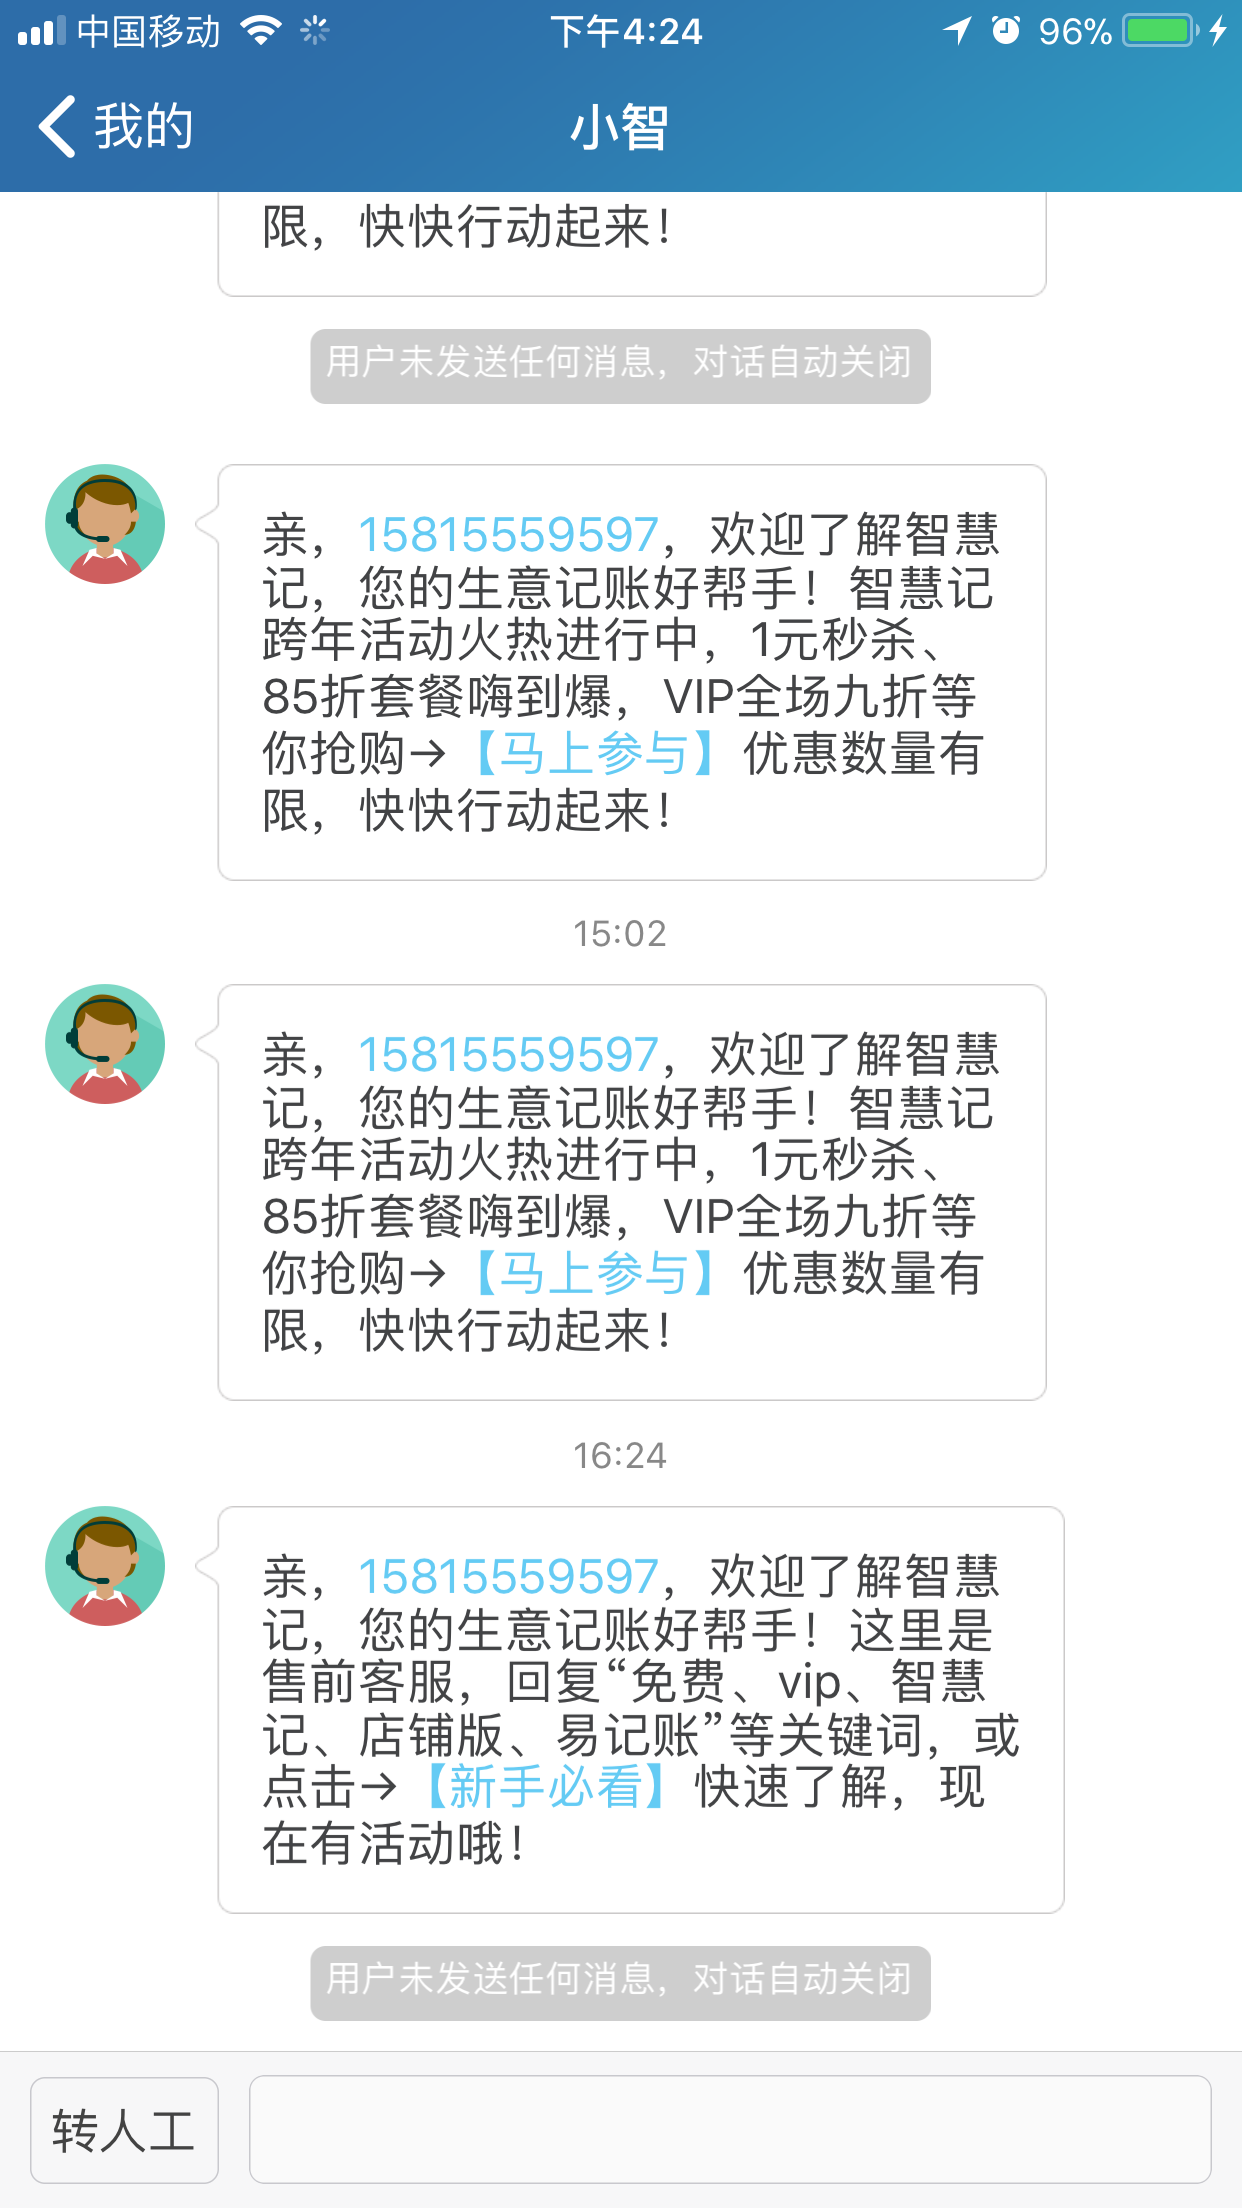 中国移动
下午4:24
96%
我的
小智
限，快快行动起来！
用户未发送任何消息，对话自动关闭
亲，15815559597，欢迎了解智慧
记，您的生意记账好帮手！智慧记
跨年活动火热进行中，1元秒杀、
85折套餐嗨到爆，VIP全场九折等
你抢购→【马上参与】优惠数量有
限，快快行动起来！
15:02
亲，15815559597，欢迎了解智慧
记，您的生意记账好帮手！智慧记
跨年活动火热进行中，1元秒杀、
85折套餐嗨到爆，VIP全场九折等
你抢购→【马上参与】优惠数量有
限，快快行动起来！
16:24
亲，15815559597，欢迎了解智慧
记，您的生意记账好帮手！这里是
售前客服，回复“免费、vip、智慧
记、店铺版、易记账”等关键词，或
点击→【新手必看】快速了解，现
在有活动哦！
用户未发送任何消息，对话自动关闭
转人工